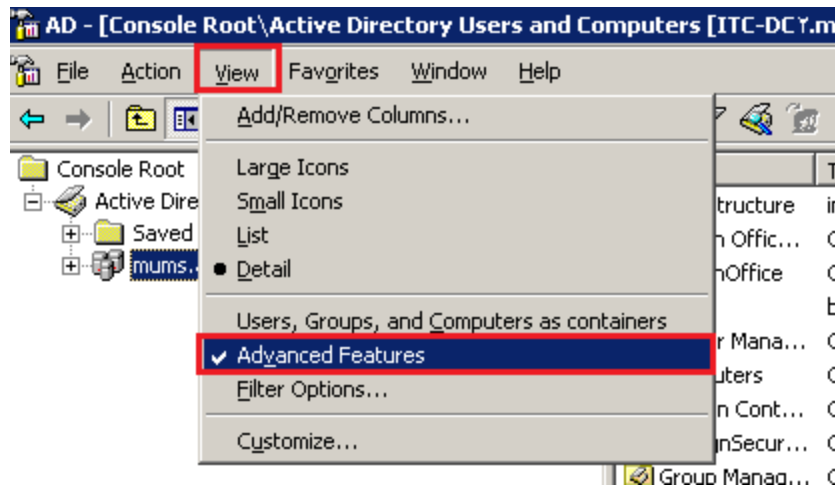 AD - [Console Root\Active Directory Users and Computers [ITC-DC۲.m
File Action View Favorites Window Help
Add/Remove Columns...
Console Root
Large Icons
Active Dire
Small Icons
tructure
Saved
List
n Offic...
mums..
Detail
nOffice
Users, Groups, and Computers as containers
r Mana...
Advanced Features
uters
Filter Options...
n Cont...
Customize...
nSecur...
Group Manag...